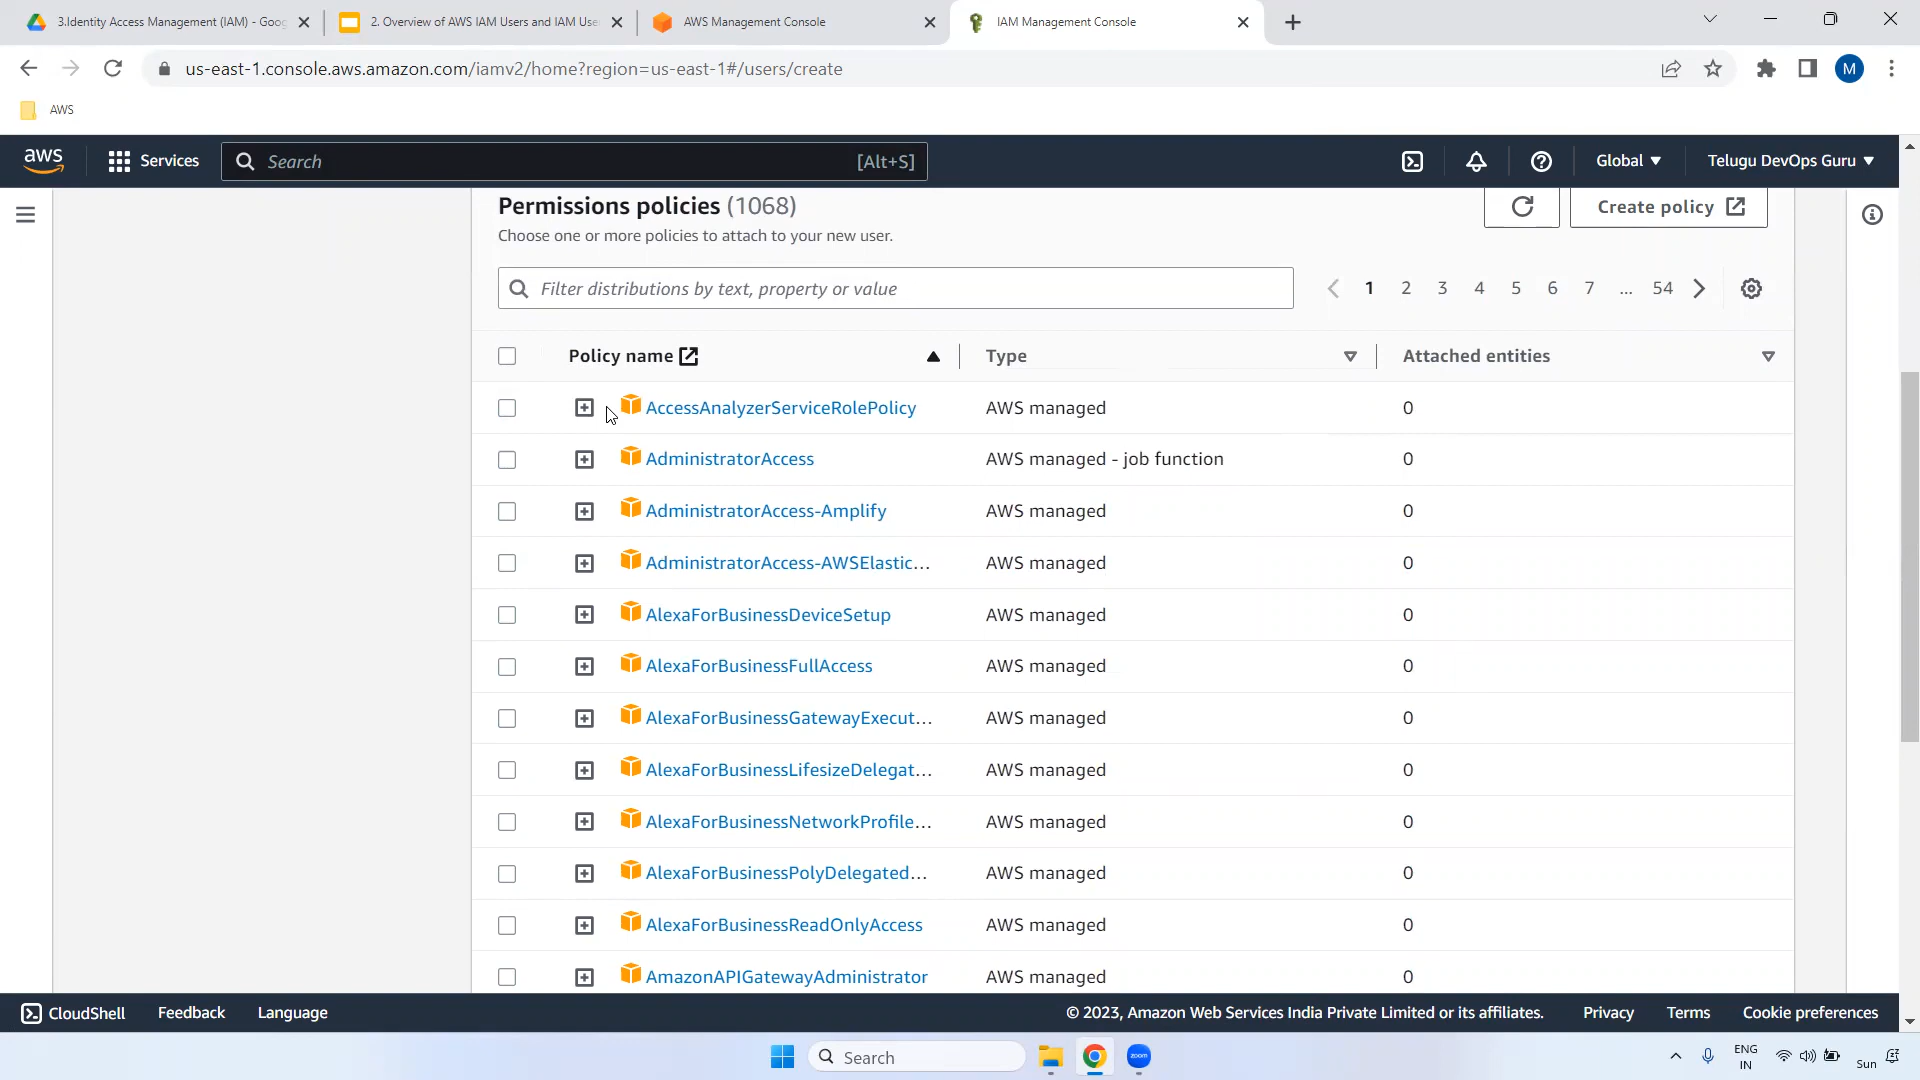 3.Identity Access Management (IAM) - Goog
2. Overview of AWS IAM Users and IAM Use
AWS Management Console
IAM Management Console
us-east-1.console.aws.amazon.com/iamv2/home?region=us-east-1#/users/create
M
AWS
aws
Services
Search
[Alt+S]
Global
Telugu DevOps Guru
Permissions policies (1068)
Create policy
Choose one or more policies to attach to your new user.
Filter distributions by text, property or value
1 2 3 4 5 6 7 ... 54
Policy name Type Attached entities
AccessAnalyzerServiceRolePolicy AWS managed 0
AdministratorAccess AWS managed - job function 0
AdministratorAccess-Amplify AWS managed 0
AdministratorAccess-AWSElastic... AWS managed 0
AlexaForBusinessDeviceSetup AWS managed 0
AlexaForBusinessFullAccess AWS managed 0
AlexaForBusinessGatewayExecut... AWS managed 0
AlexaForBusinessLifesizeDelegat... AWS managed 0
AlexaForBusinessNetworkProfile... AWS managed 0
AlexaForBusinessPolyDelegated... AWS managed 0
AlexaForBusinessReadOnlyAccess AWS managed 0
AmazonAPIGatewayAdministrator AWS managed 0
CloudShell Feedback Language © 2023, Amazon Web Services India Private Limited or its affiliates. Privacy Terms Cookie preferences
Search
zoom
ENG
IN
Sun